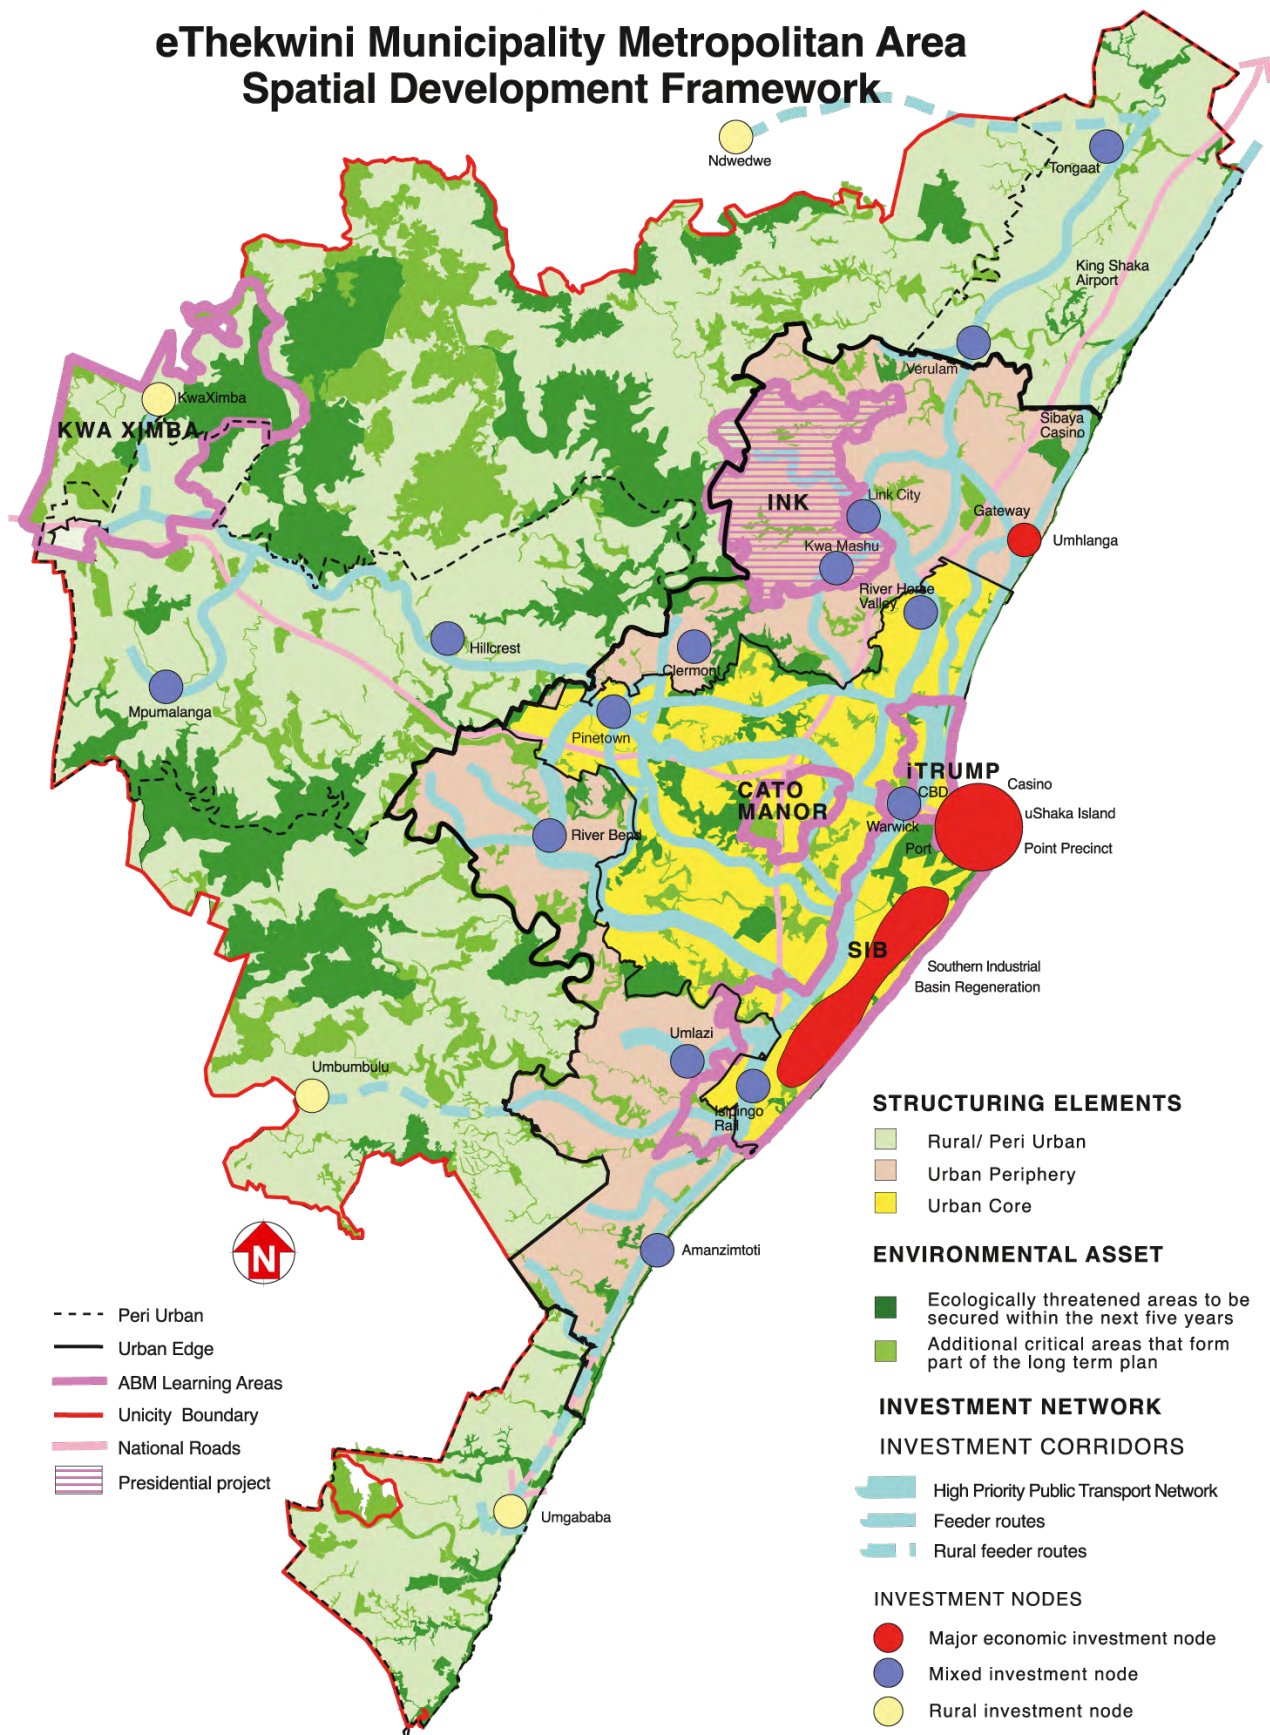 eThekwini Municipality Metropolitan Area
Spatial Development Framework
Ndwedwe
Tongaat
King Shaka
Airport
Verulam
KwaXimba
KWA XIMBA
Sibaya
Casino
INK
Link City
Gateway
Umhlanga
Kwa Mashu
River Horse
Valley
Hillcrest
Clermont
Mpumalanga
Pinetown
iTRUMP
Casino
CATO
MANOR
CBD
uShaka Island
Warwick
River Bend
Port
Point Precinct
SIB
Southern Industrial
Basin Regeneration
Umlazi
Umbumbulu
Isipingo
Rail
Amanzimtoti
Umgababa
N
Peri Urban
Urban Edge
ABM Learning Areas
Unicity Boundary
National Roads
Presidential project
STRUCTURING ELEMENTS
Rural/ Peri Urban
Urban Periphery
Urban Core
ENVIRONMENTAL ASSET
Ecologically threatened areas to be
secured within the next five years
Additional critical areas that form
part of the long term plan
INVESTMENT NETWORK
INVESTMENT CORRIDORS
High Priority Public Transport Network
Feeder routes
Rural feeder routes
INVESTMENT NODES
Major economic investment node
Mixed investment node
Rural investment node